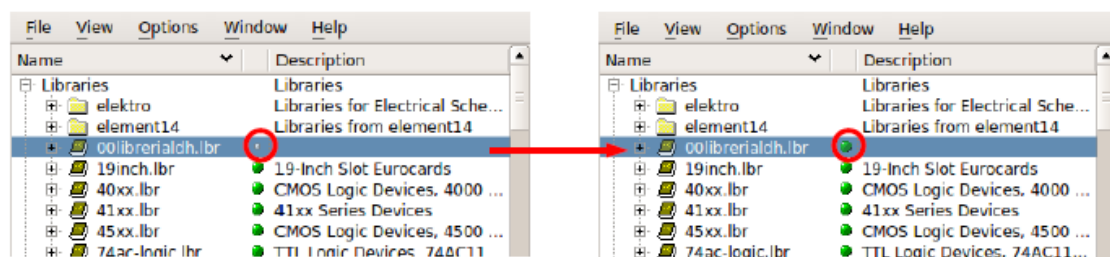 File View Options Window Help
Name Description
Libraries Libraries
elektro Libraries for Electrical Sche...
element14 Libraries from element14
00librerialdh.lbr
19inch.lbr 19-Inch Slot Eurocards
40xx.lbr CMOS Logic Devices, 4000 ...
41xx.lbr 41xx Series Devices
45xx.lbr CMOS Logic Devices, 4500 ...
74ac-logic.lbr TTL Logic Devices, 74AC11...
File View Options Window Help
Name Description
Libraries Libraries
elektro Libraries for Electrical Sche...
element14 Libraries from element14
00librerialdh.lbr
19inch.lbr 19-Inch Slot Eurocards
40xx.lbr CMOS Logic Devices, 4000 ...
41xx.lbr 41xx Series Devices
45xx.lbr CMOS Logic Devices, 4500 ...
74ac-logic.lbr TTL Logic Devices, 74AC11...